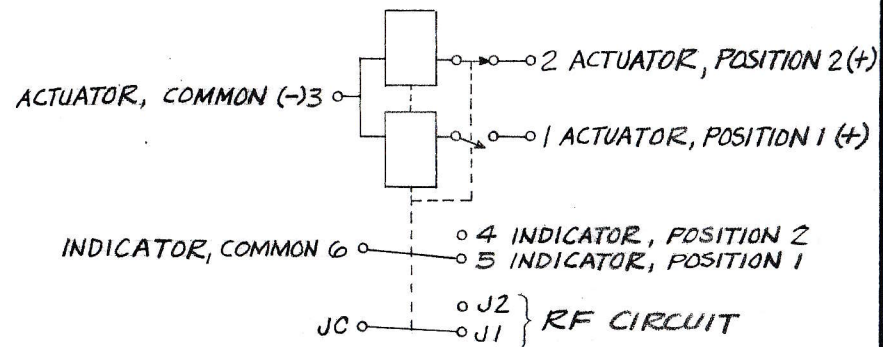 2 ACTUATOR, POSITION 2 (+)
ACTUATOR, COMMON (-) 3
1 ACTUATOR, POSITION 1 (+)
4 INDICATOR, POSITION 2
INDICATOR, COMMON 6
5 INDICATOR, POSITION 1
J2
JC
J1
RF CIRCUIT